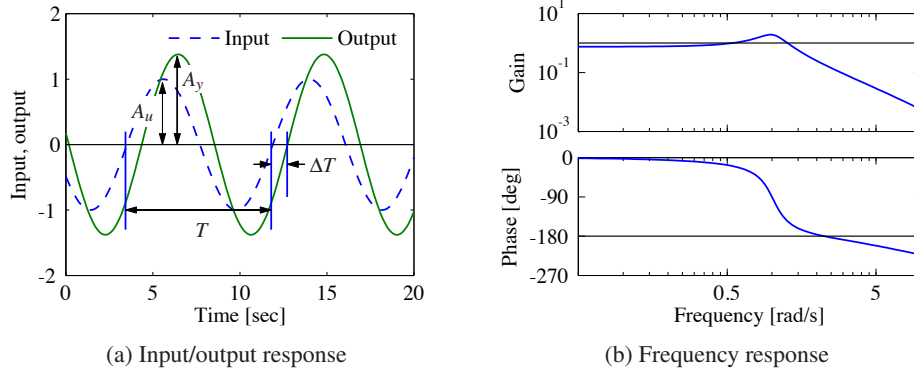 2
1
0
-1
-2
Input, output
Input
Output
A_u
A_y
ΔT
T
0
5
10
15
20
Time [sec]
(a) Input/output response
10^1
10^-1
10^-3
Gain
0
-90
-180
-270
Phase [deg]
0.5
5
Frequency [rad/s]
(b) Frequency response